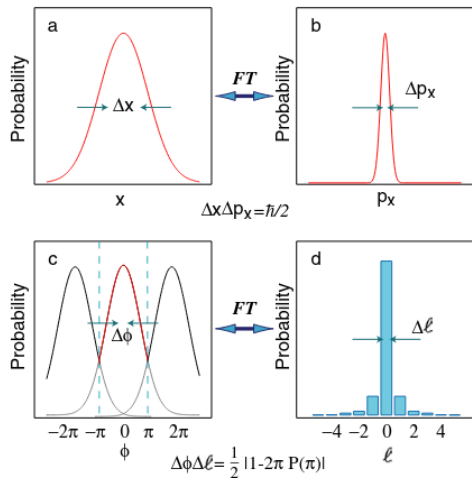 a
Probability
Δx
x
FT
b
Probability
Δpx
px
ΔxΔpx=ℏ/2
c
Probability
Δϕ
−2π −π 0 π 2π
ϕ
FT
d
Probability
Δℓ
−4 −2 0 2 4
ℓ
ΔϕΔℓ= 1/2 |1-2π P(π)|